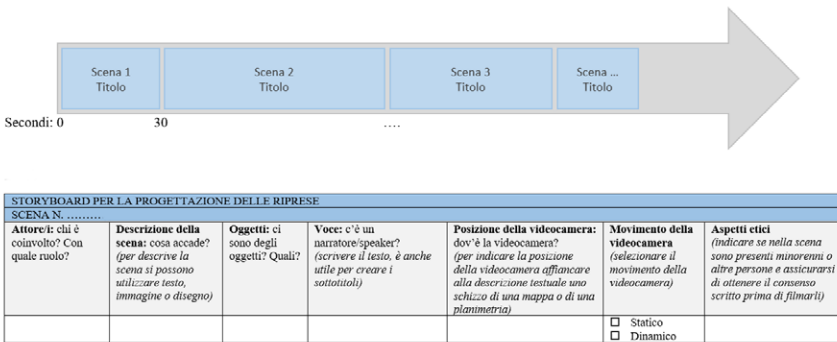 Scena 1
Titolo
Scena 2
Titolo
Scena 3
Titolo
Scena ...
Titolo
Secondi: 0
30
....
STORYBOARD PER LA PROGETTAZIONE DELLE RIPRESE
SCENA N. ………
Attore/i: chi è
coinvolto? Con
quale ruolo?
Descrizione della
scena: cosa accade?
(per descrive la
scena si possono
utilizzare testo,
immagine o disegno)
Oggetti: ci
sono degli
oggetti? Quali?
Voce: c'è un
narratore/speaker?
(scrivere il testo, è anche
utile per creare i
sottotitoli)
Posizione della videocamera:
dov'è la videocamera?
(per indicare la posizione
della videocamera affiancare
alla descrizione testuale uno
schizzo di una mappa o di una
planimetria)
Movimento della
videocamera
(selezionare il
movimento della
videocamera)
Aspetti etici
(indicare se nella scena
sono presenti minorenni o
altre persone e assicurarsi
di ottenere il consenso
scritto prima di filmarli)
☐ Statico
☐ Dinamico